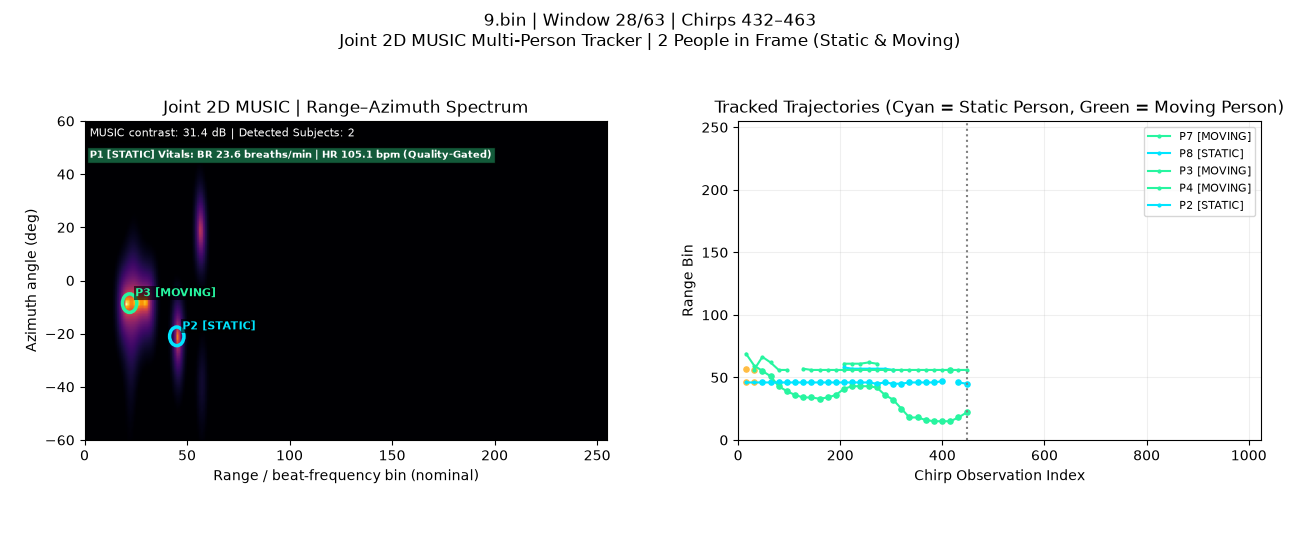 9.bin | Window 28/63 | Chirps 432–463
Joint 2D MUSIC Multi-Person Tracker | 2 People in Frame (Static & Moving)
Joint 2D MUSIC | Range–Azimuth Spectrum
MUSIC contrast: 31.4 dB | Detected Subjects: 2
P1 [STATIC] Vitals: BR 23.6 breaths/min | HR 105.1 bpm (Quality-Gated)
P3 [MOVING]
P2 [STATIC]
60
40
20
0
−20
−40
−60
Azimuth angle (deg)
0
50
100
150
200
250
Range / beat-frequency bin (nominal)
Tracked Trajectories (Cyan = Static Person, Green = Moving Person)
P7 [MOVING]
P8 [STATIC]
P3 [MOVING]
P4 [MOVING]
P2 [STATIC]
250
200
150
100
50
0
Range Bin
0
200
400
600
800
1000
Chirp Observation Index